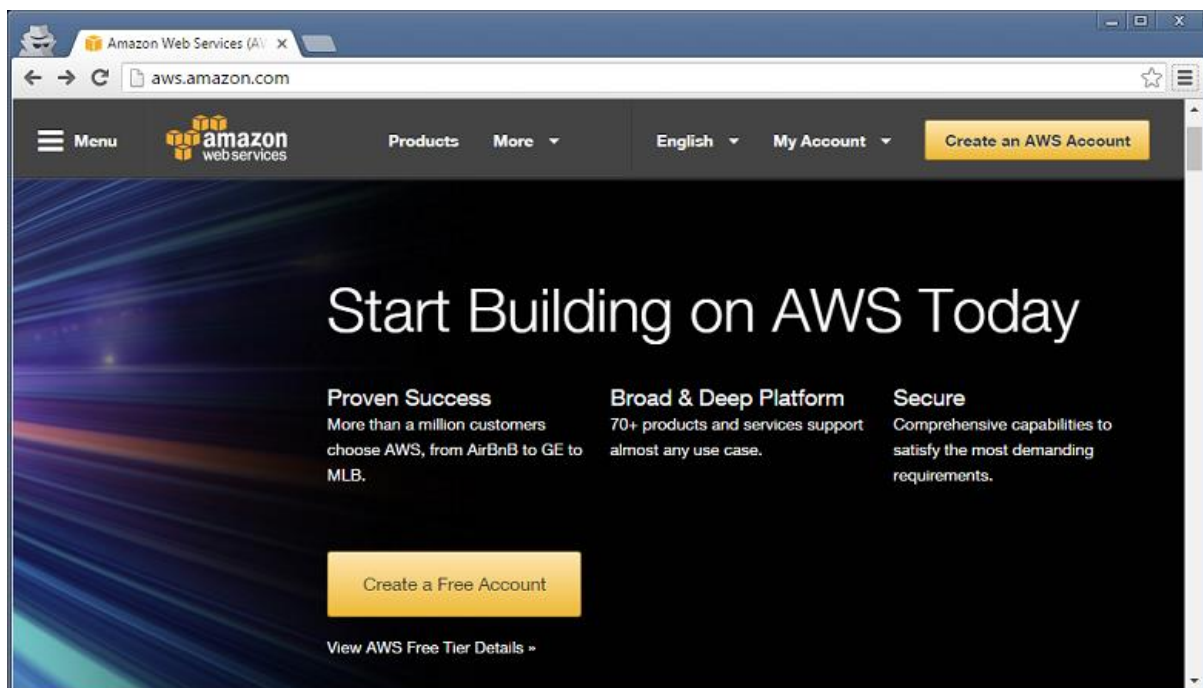 Amazon Web Services (AW
aws.amazon.com
Menu
amazon
web services
Products
More
English
My Account
Create an AWS Account
Start Building on AWS Today
Proven Success
More than a million customers
choose AWS, from AirBnB to GE to
MLB.
Broad & Deep Platform
70+ products and services support
almost any use case.
Secure
Comprehensive capabilities to
satisfy the most demanding
requirements.
Create a Free Account
View AWS Free Tier Details »